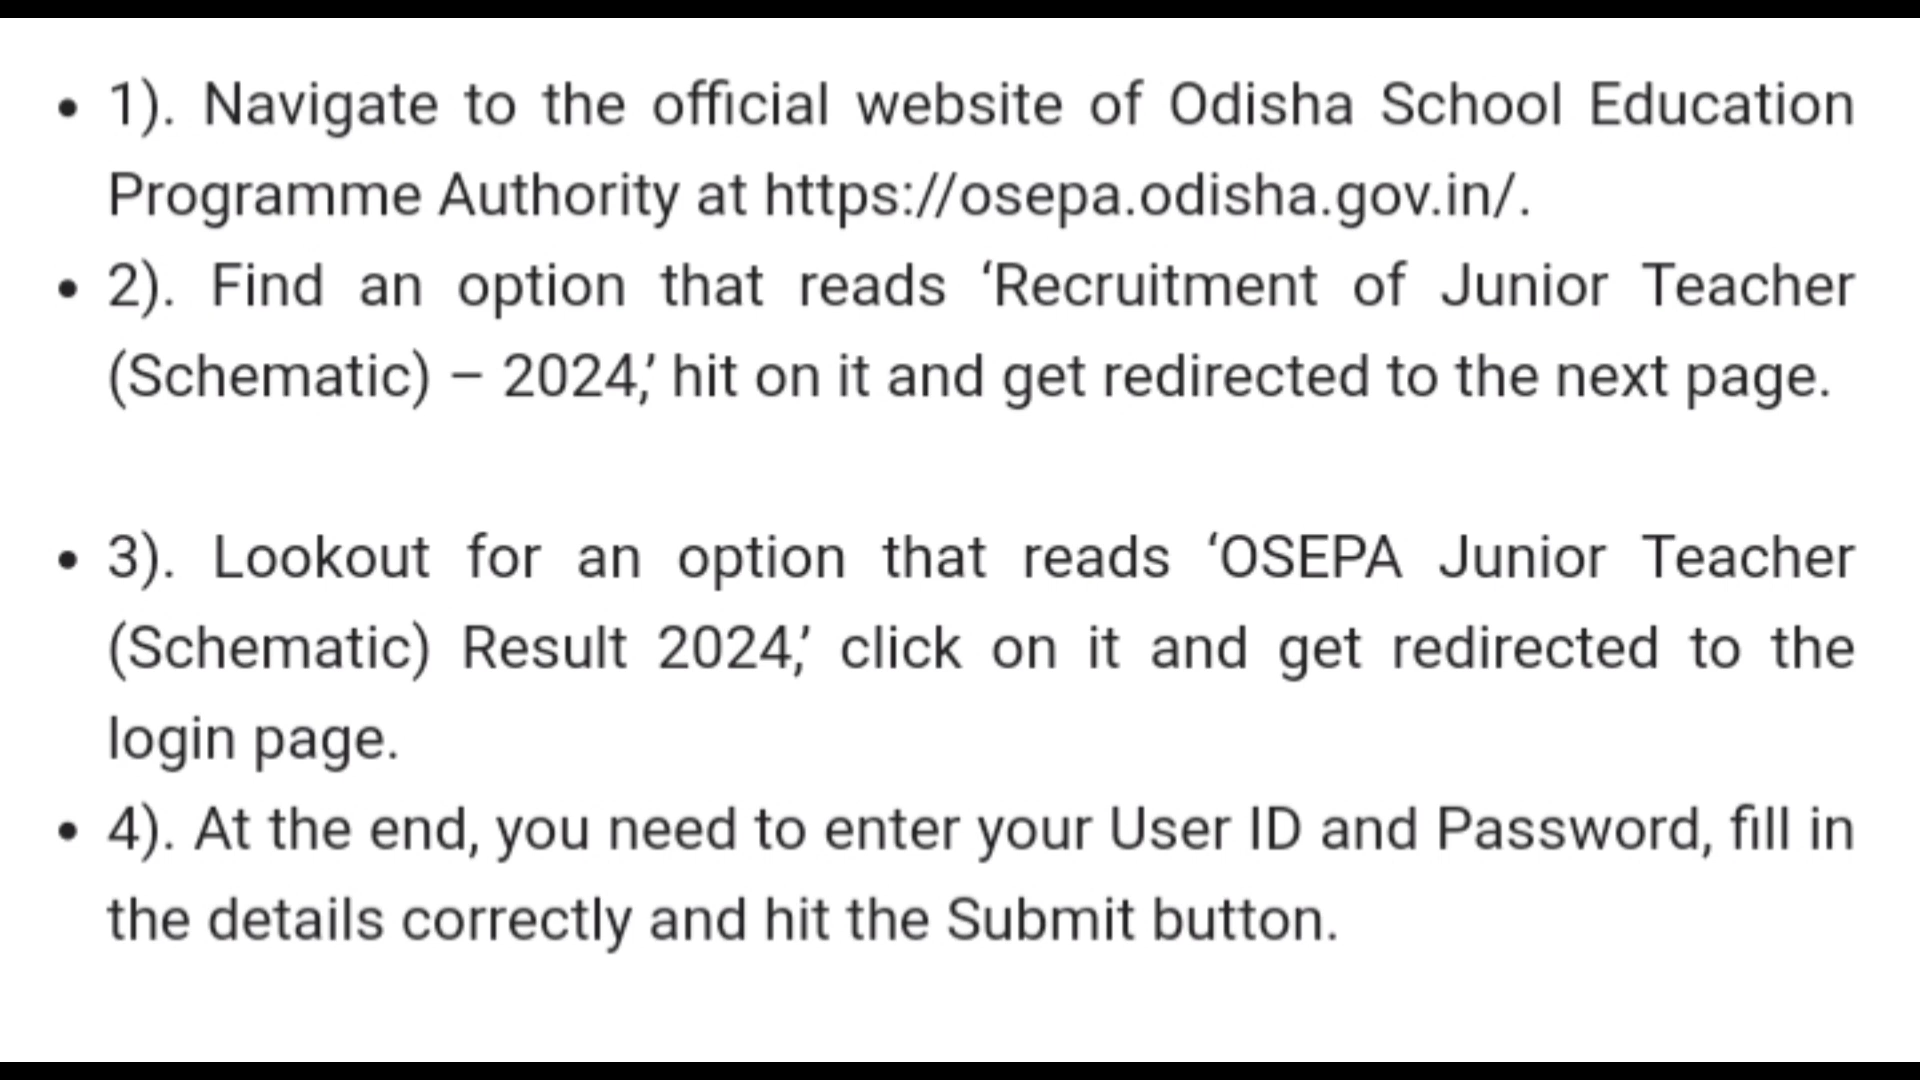 • 1). Navigate to the official website of Odisha School Education
Programme Authority at https://osepa.odisha.gov.in/.
• 2). Find an option that reads ‘Recruitment of Junior Teacher
(Schematic) – 2024,’ hit on it and get redirected to the next page.
• 3). Lookout for an option that reads ‘OSEPA Junior Teacher
(Schematic) Result 2024,’ click on it and get redirected to the
login page.
• 4). At the end, you need to enter your User ID and Password, fill in
the details correctly and hit the Submit button.